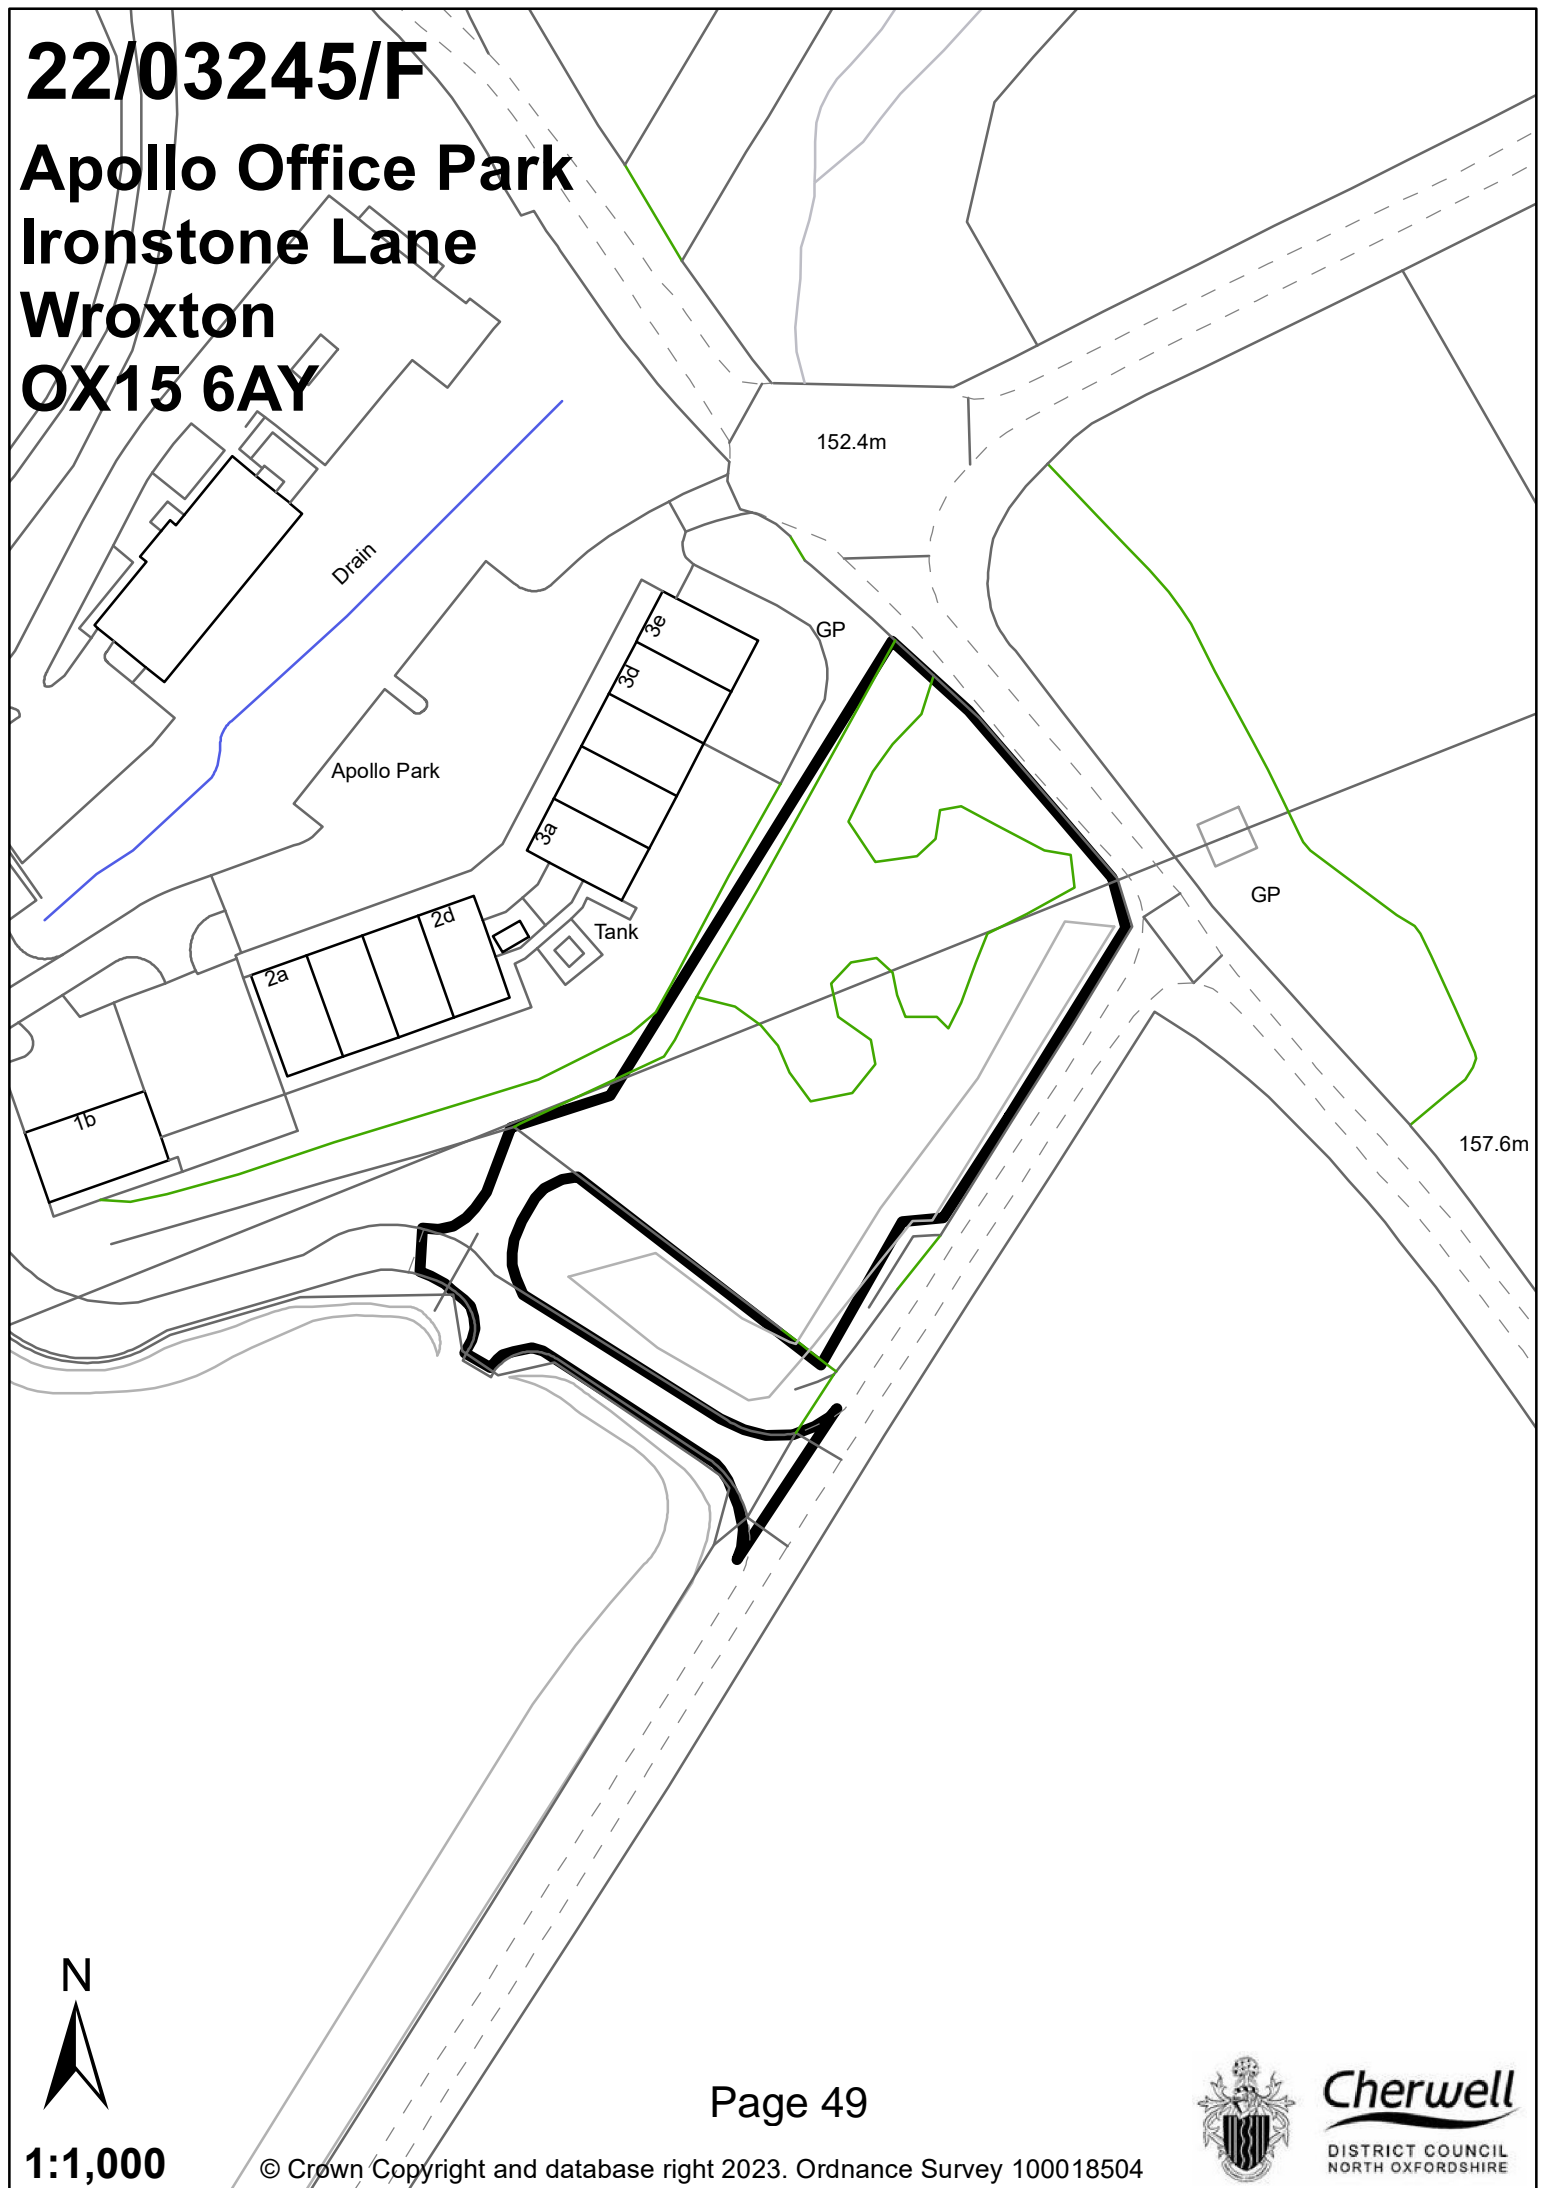 22/03245/F
Apollo Office Park
Ironstone Lane
Wroxton
OX15 6AY
152.4m
Drain
3e
GP
3d
Apollo Park
3a
GP
2d
Tank
2a
1b
157.6m
N
Page 49
Cherwell
DISTRICT COUNCIL
NORTH OXFORDSHIRE
1:1,000
© Crown Copyright and database right 2023. Ordnance Survey 100018504